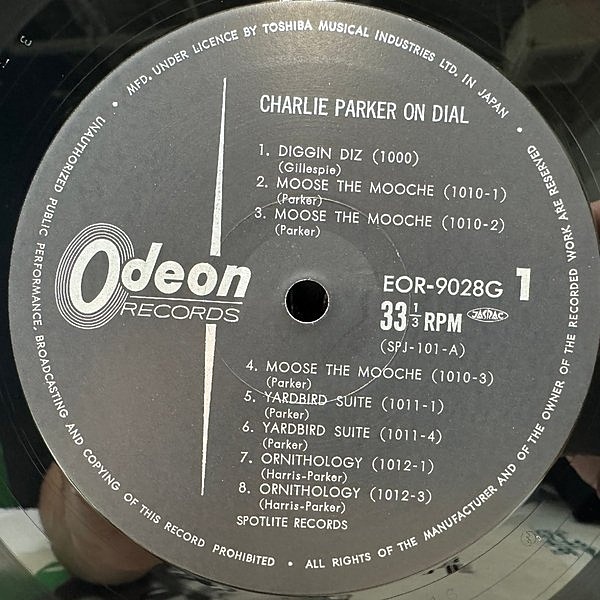 MFD. UNDER LICENCE BY TOSHIBA MUSICAL INDUSTRIES LTD. IN JAPAN
CHARLIE PARKER ON DIAL
1. DIGGIN DIZ (1000)
(Gillespie)
2. MOOSE THE MOOCHE (1010-1)
(Parker)
3. MOOSE THE MOOCHE (1010-2)
(Parker)
Odeon
RECORDS
EOR-9028G 1
33 1/3 RPM JASRAC
(SPJ-101-A)
4. MOOSE THE MOOCHE (1010-3)
(Parker)
5. YARDBIRD SUITE (1011-1)
(Parker)
6. YARDBIRD SUITE (1011-4)
(Parker)
7. ORNITHOLOGY (1012-1)
(Harris-Parker)
8. ORNITHOLOGY (1012-3)
(Harris-Parker)
SPOTLITE RECORDS
UNAUTHORIZED PUBLIC PERFORMANCE, BROADCASTING AND COPYING OF THIS RECORD PROHIBITED • ALL RIGHTS OF THE MANUFACTURER AND OF THE OWNER OF THE RECORDED WORK ARE RESERVED •